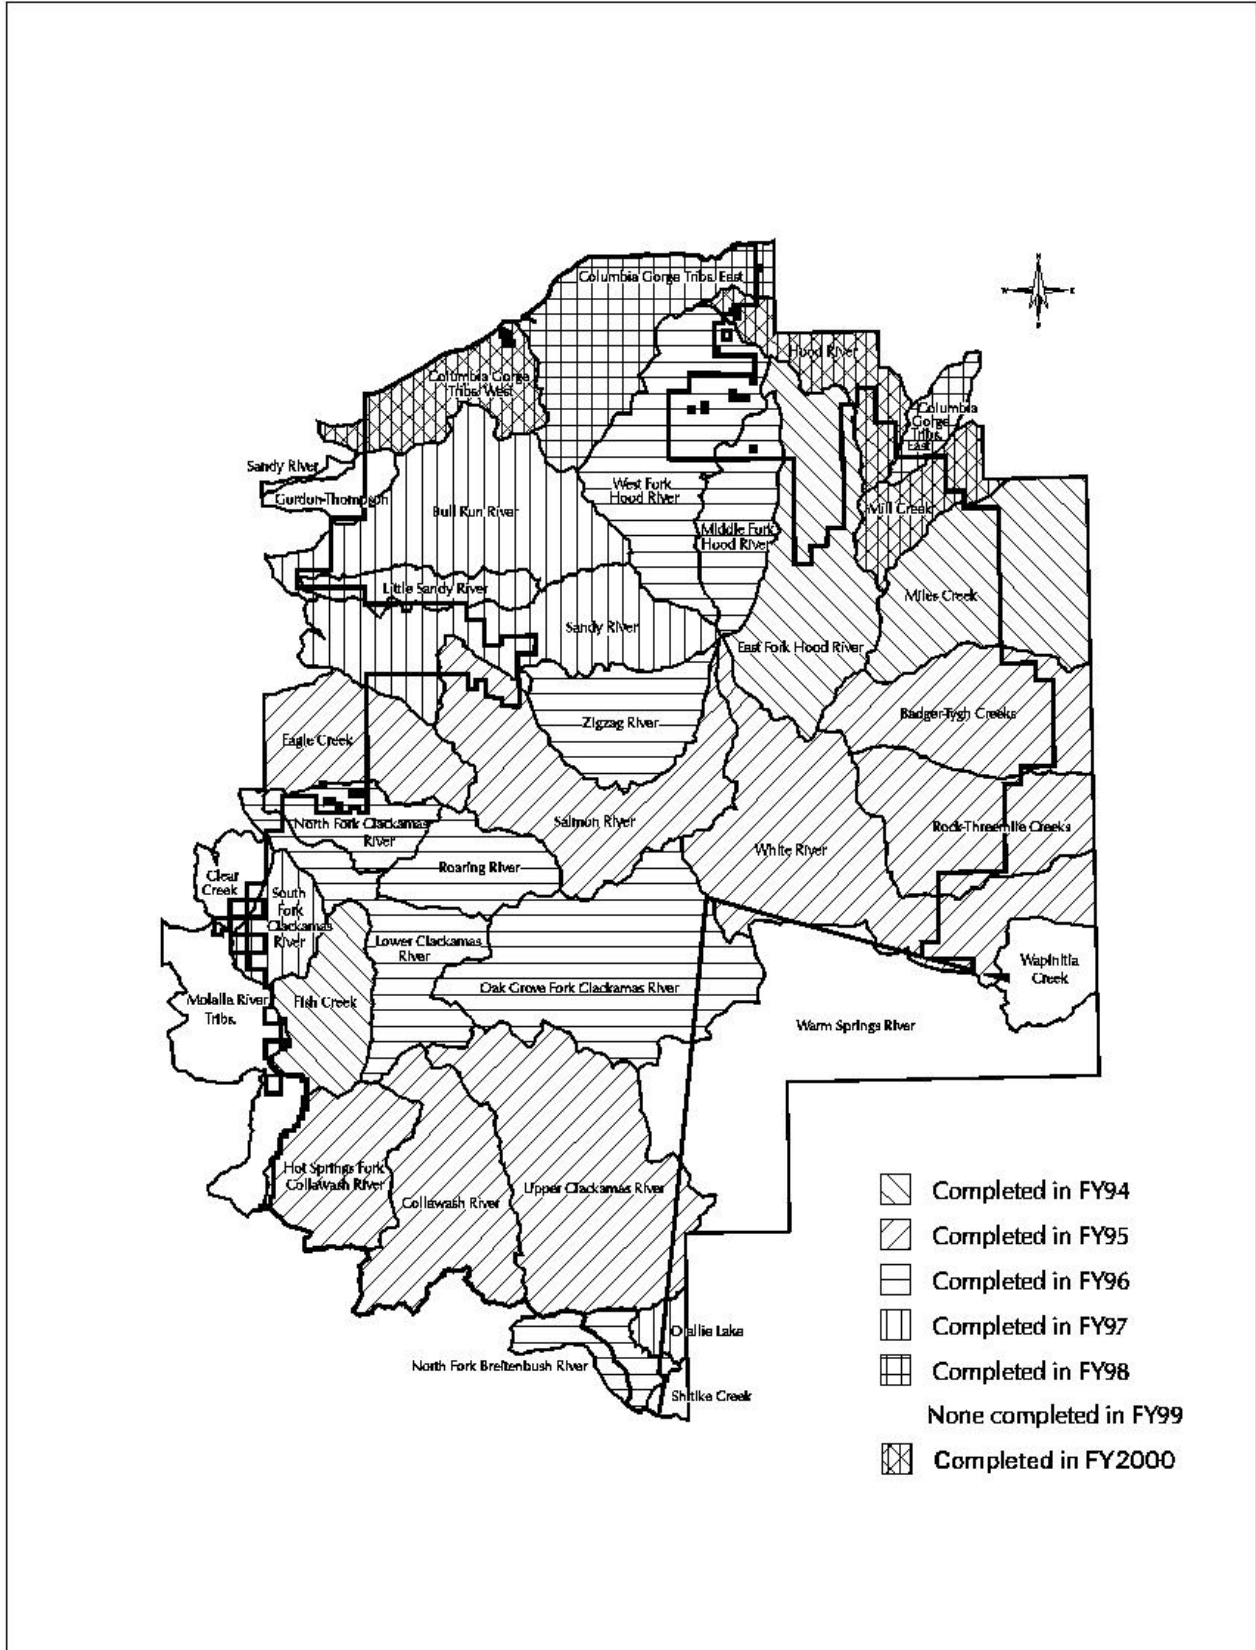 Columbia Gorge Tribs. East
Hood River
Columbia Gorge
Tribs. West
Columbia
Gorge
Tribs.
East
Sandy River
Gordon-Thompson
West Fork
Hood River
Bull Run River
Mill Creek
Middle Fork
Hood River
Little Sandy River
Miles Creek
Sandy River
East Fork Hood River
Badger-Tygh Creeks
Zigzag River
Eagle Creek
North Fork Clackamas
River
Salmon River
Rock-Threemile Creeks
White River
Roaring River
Clear
Creek
South
Fork
Clackamas
River
Lower Clackamas
River
Wapinitia
Creek
Oak Grove Fork Clackamas River
Molalla River
Tribs.
Fish Creek
Warm Springs River
Hot Springs Fork
Collawash River
Collawash River
Upper Clackamas River
Olallie Lake
North Fork Breitenbush River
Shitike Creek
Completed in FY94
Completed in FY95
Completed in FY96
Completed in FY97
Completed in FY98
None completed in FY99
Completed in FY2000